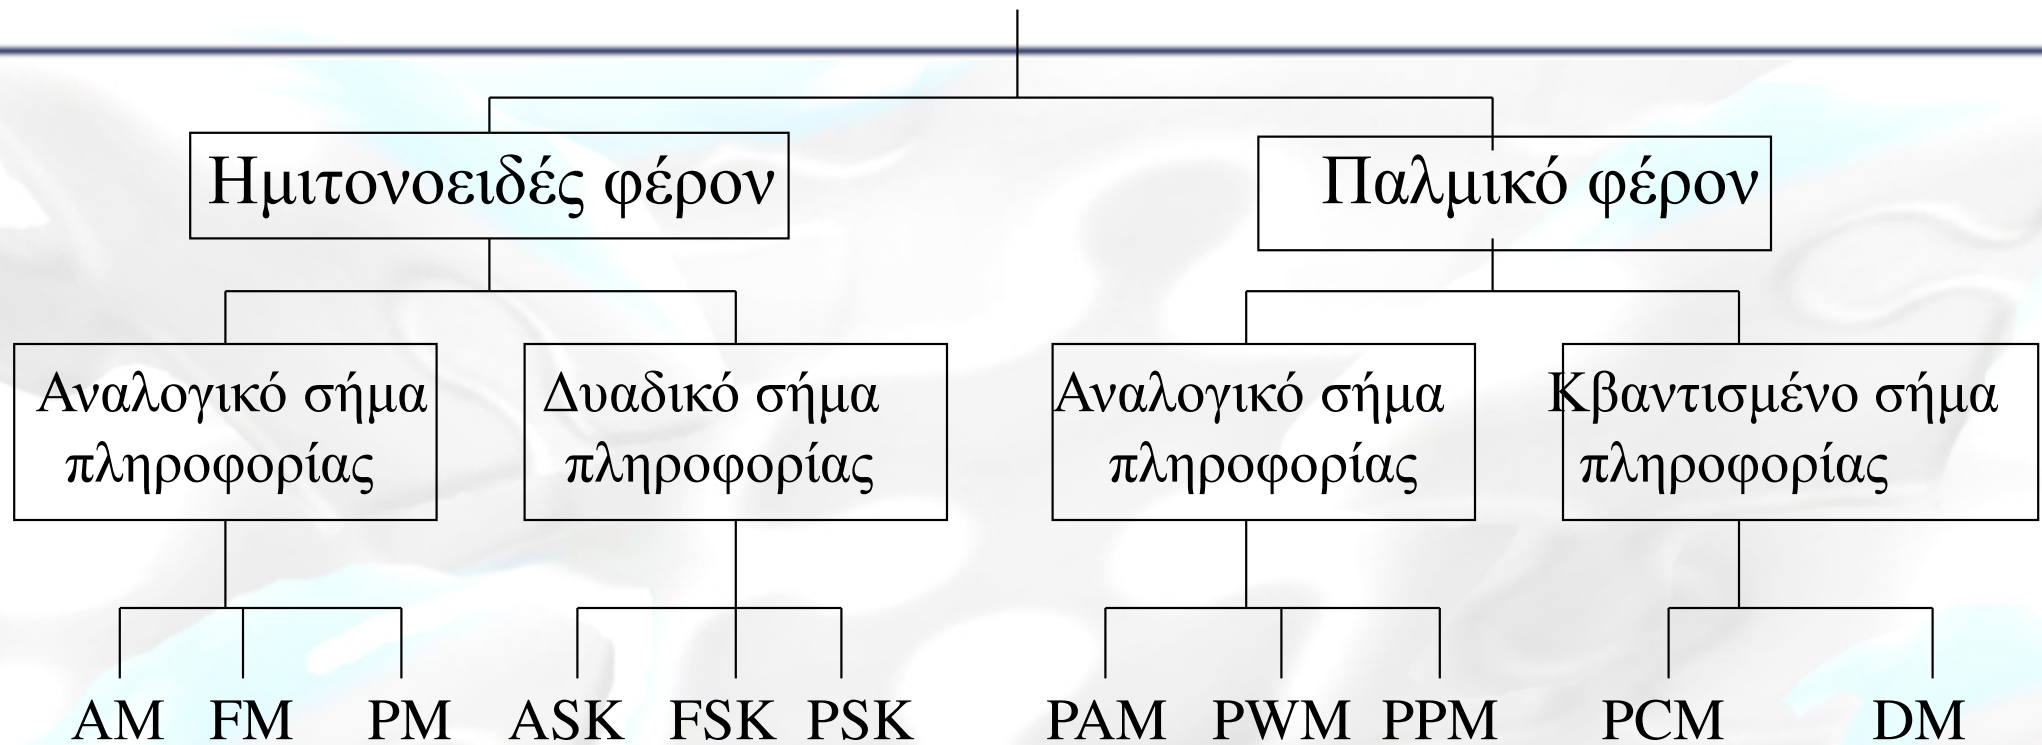 Ημιτονοειδές φέρον
Παλμικό φέρον
Αναλογικό σήμα
πληροφορίας
Δυαδικό σήμα
πληροφορίας
Αναλογικό σήμα
πληροφορίας
Κβαντισμένο σήμα
πληροφορίας
AM FM PM ASK FSK PSK PAM PWM PPM PCM DM